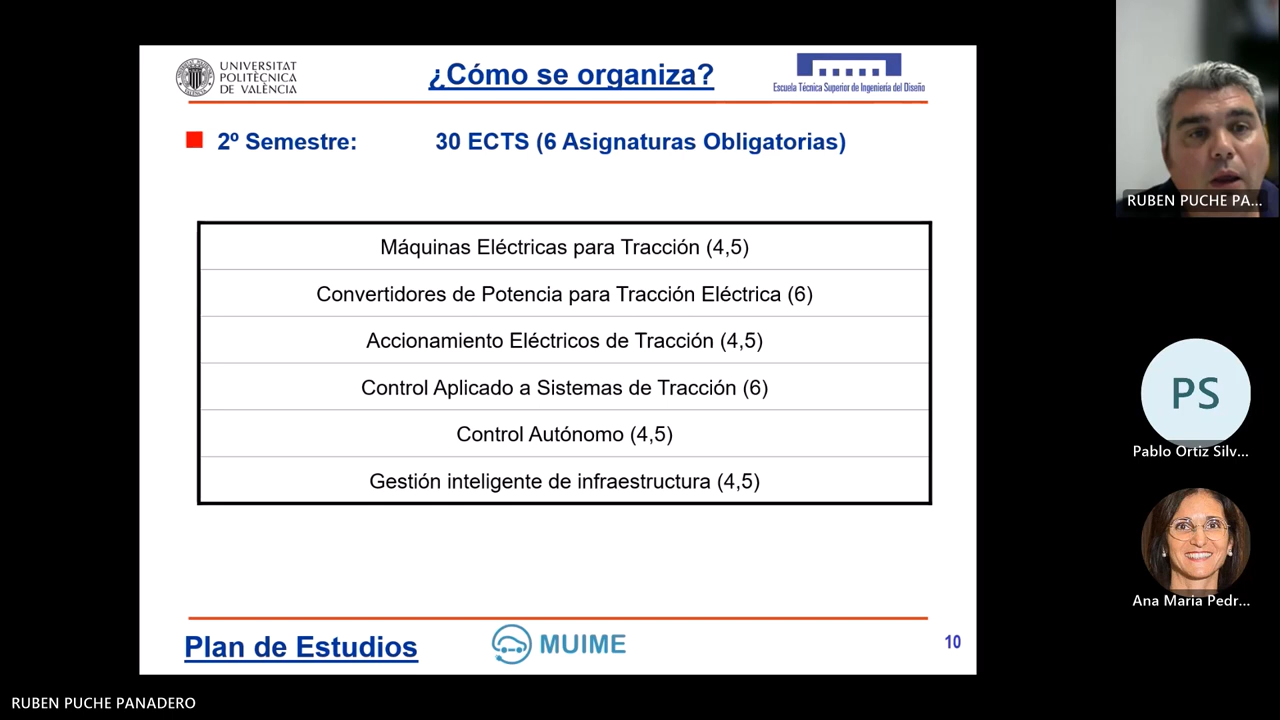 UNIVERSITAT
POLITÈCNICA
DE VALÈNCIA
¿Cómo se organiza?
Escuela Técnica Superior de Ingeniería del Diseño
2º Semestre: 30 ECTS (6 Asignaturas Obligatorias)
Máquinas Eléctricas para Tracción (4,5)
Convertidores de Potencia para Tracción Eléctrica (6)
Accionamiento Eléctricos de Tracción (4,5)
Control Aplicado a Sistemas de Tracción (6)
Control Autónomo (4,5)
Gestión inteligente de infraestructura (4,5)
Plan de Estudios
MUIME
10
RUBEN PUCHE PA...
PS
Pablo Ortiz Silv...
Ana Maria Pedr...
RUBEN PUCHE PANADERO